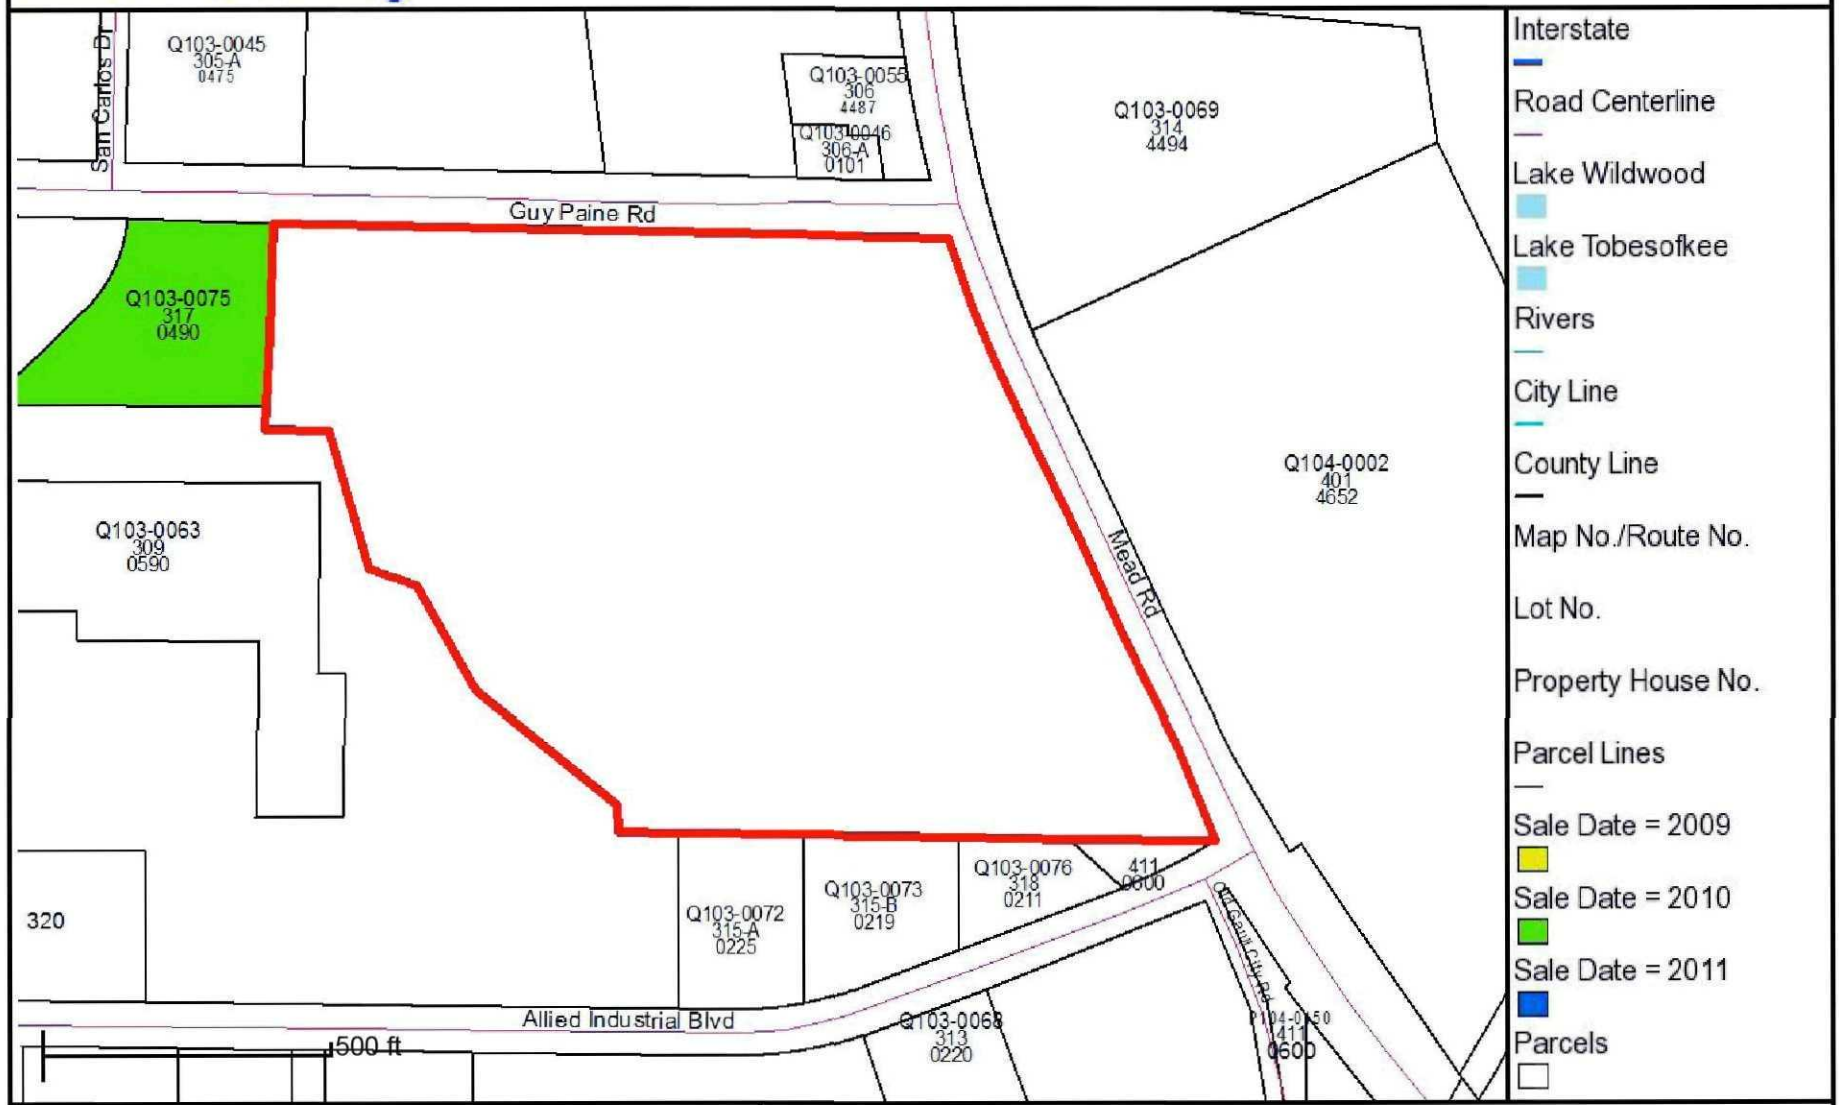 San Carlos Dr
Q103-0045
305-A
0475
Q103-0055
306
4487
Q103-0046
306-A
0101
Q103-0069
314
4494
Guy Paine Rd
Q103-0075
317
0490
Q104-0002
401
4652
Q103-0063
309
0590
Mead Rd
320
Q103-0072
315-A
0225
Q103-0073
315-B
0219
Q103-0076
318
0211
411
0600
Allied Industrial Blvd
500 ft
Q103-0068
313
0220
City Rd
411
0600
Interstate
Road Centerline
Lake Wildwood
Lake Tobesofkee
Rivers
City Line
County Line
Map No./Route No.
Lot No.
Property House No.
Parcel Lines
Sale Date = 2009
Sale Date = 2010
Sale Date = 2011
Parcels